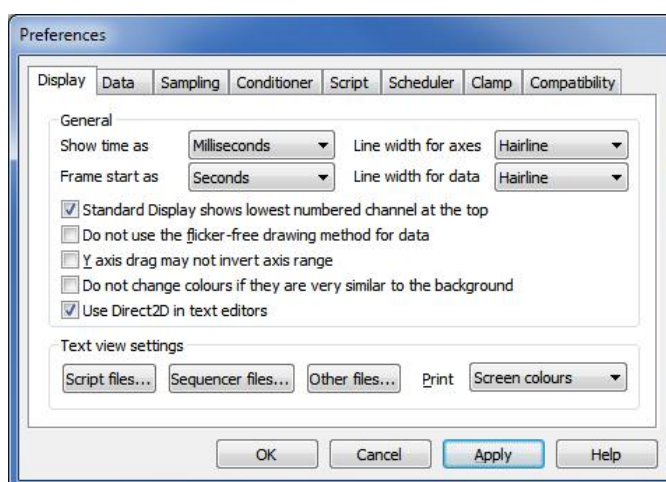 Preferences
Display Data Sampling Conditioner Script Scheduler Clamp Compatibility
General
Show time as Milliseconds Line width for axes Hairline
Frame start as Seconds Line width for data Hairline
Standard Display shows lowest numbered channel at the top
Do not use the flicker-free drawing method for data
Y axis drag may not invert axis range
Do not change colours if they are very similar to the background
Use Direct2D in text editors
Text view settings
Script files... Sequencer files... Other files... Print Screen colours
OK Cancel Apply Help